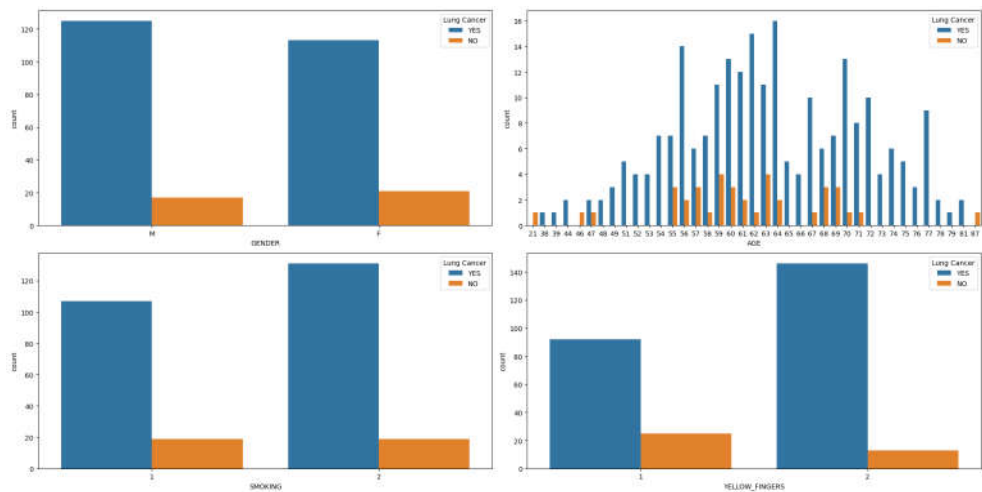 Lung Cancer
YES
NO
120
100
80
60
40
20
0
count
M F
GENDER
Lung Cancer
YES
NO
16
14
12
10
8
6
4
2
0
count
21 38 39 44 46 47 48 49 51 52 53 54 55 56 57 58 59 60 61 62 63 64 65 66 67 68 69 70 71 72 73 74 75 76 77 78 79 81 87
AGE
Lung Cancer
YES
NO
120
100
80
60
40
20
0
count
1 2
SMOKING
Lung Cancer
YES
NO
140
120
100
80
60
40
20
0
count
1 2
YELLOW_FINGERS